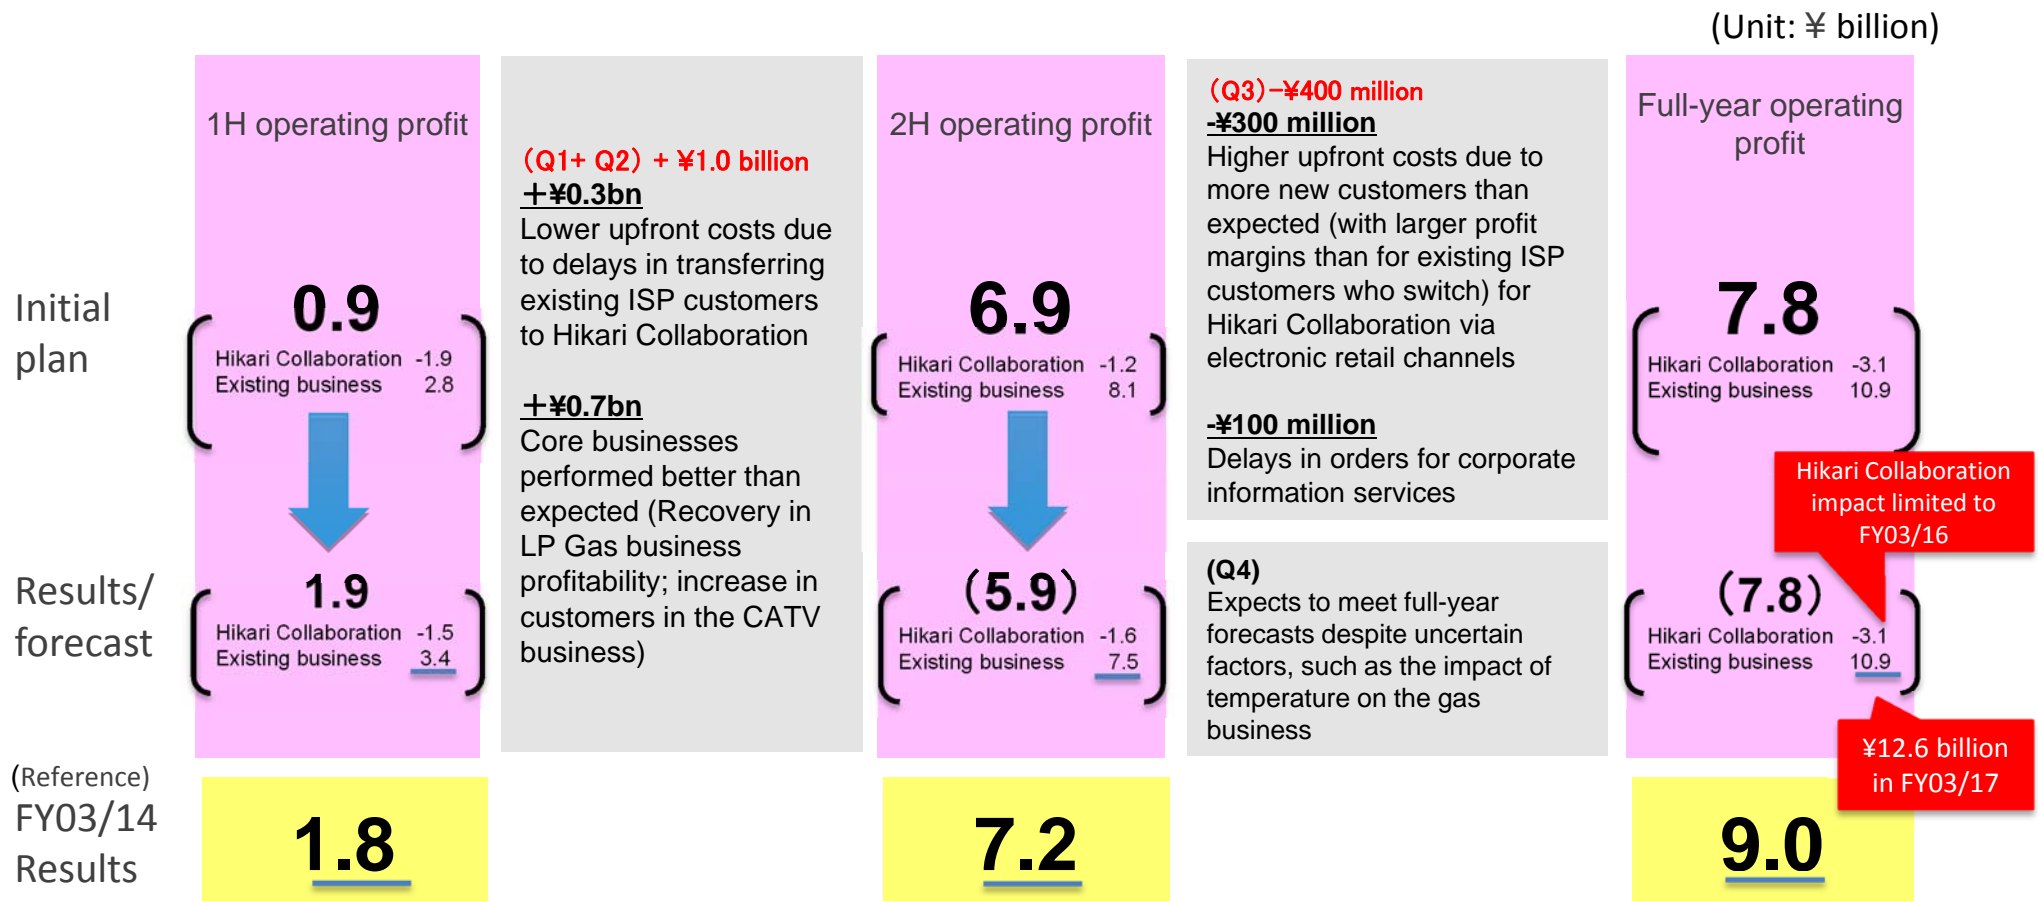 (Unit: ¥ billion)
1H operating profit
(Q1+ Q2) + ¥1.0 billion
+¥0.3bn
Lower upfront costs due
to delays in transferring
existing ISP customers
to Hikari Collaboration
+¥0.7bn
Core businesses
performed better than
expected (Recovery in
LP Gas business
profitability; increase in
customers in the CATV
business)
2H operating profit
(Q3)-¥400 million
-¥300 million
Higher upfront costs due to
more new customers than
expected (with larger profit
margins than for existing ISP
customers who switch) for
Hikari Collaboration via
electronic retail channels
-¥100 million
Delays in orders for corporate
information services
(Q4)
Expects to meet full-year
forecasts despite uncertain
factors, such as the impact of
temperature on the gas
business
Full-year operating
profit
Initial
plan
0.9
Hikari Collaboration -1.9
Existing business 2.8
6.9
Hikari Collaboration -1.2
Existing business 8.1
7.8
Hikari Collaboration -3.1
Existing business 10.9
Hikari Collaboration
impact limited to
FY03/16
Results/
forecast
1.9
Hikari Collaboration -1.5
Existing business 3.4
(5.9)
Hikari Collaboration -1.6
Existing business 7.5
(7.8)
Hikari Collaboration -3.1
Existing business 10.9
¥12.6 billion
in FY03/17
(Reference)
FY03/14
Results
1.8
7.2
9.0